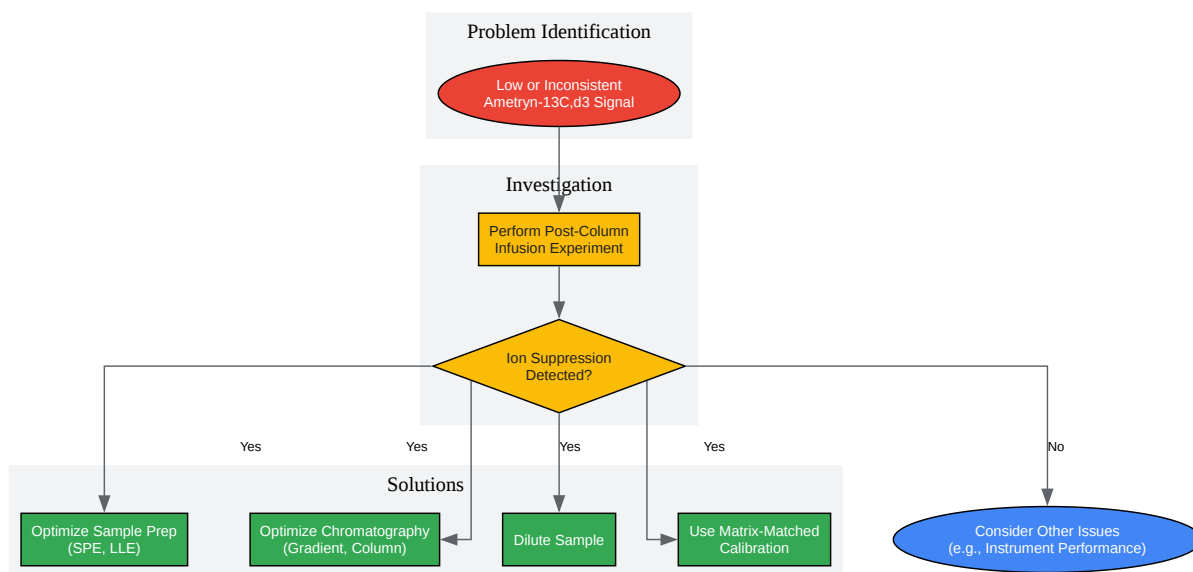 Problem Identification
Low or Inconsistent
Ametryn-13C,d3 Signal
Investigation
Perform Post-Column
Infusion Experiment
Ion Suppression
Detected?
Yes
Yes
Yes
Yes
No
Solutions
Optimize Sample Prep
(SPE, LLE)
Optimize Chromatography
(Gradient, Column)
Dilute Sample
Use Matrix-Matched
Calibration
Consider Other Issues
(e.g., Instrument Performance)